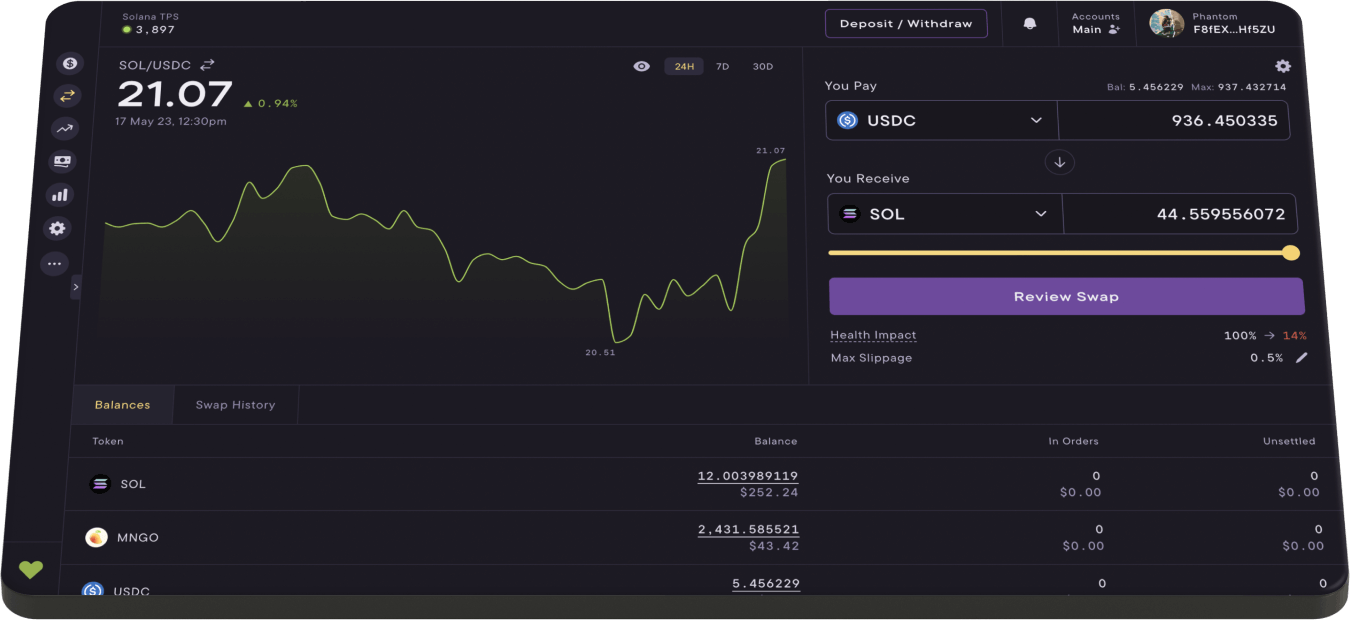 Solana TPS
3,897
Deposit / Withdraw
Accounts
Main
Phantom
F8fEX...Hf5ZU
SOL/USDC
24H 7D 30D
21.07 0.94%
17 May 23, 12:30pm
21.07
20.51
You Pay
Bal: 5.456229 Max: 937.432714
USDC 936.450335
You Receive
SOL 44.559556072
Review Swap
Health Impact 100% → 14%
Max Slippage 0.5%
Balances Swap History
Token Balance In Orders Unsettled
SOL 12.003989119 0 0
$252.24 $0.00 $0.00
MNGO 2,431.585521 0 0
$43.42 $0.00 $0.00
USDC 5.456229 0 0